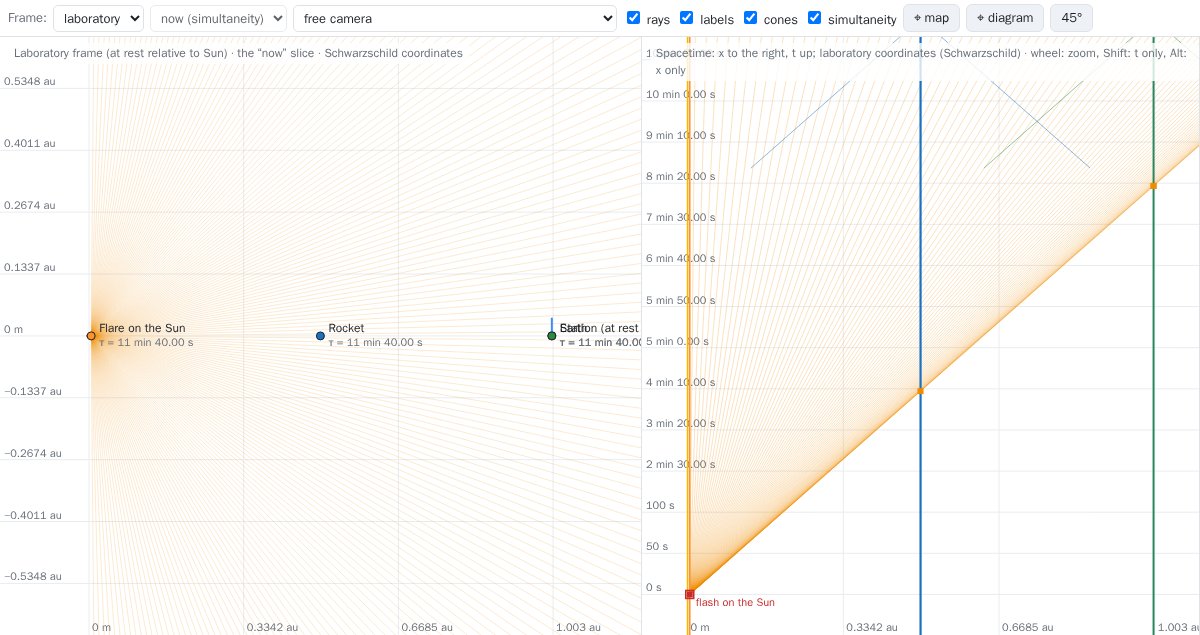 Frame: laboratory now (simultaneity) free camera rays labels cones simultaneity ⌖ map ⌖ diagram 45°
Laboratory frame (at rest relative to Sun) · the “now” slice · Schwarzschild coordinates
0.5348 au
0.4011 au
0.2674 au
0.1337 au
0 m
−0.1337 au
−0.2674 au
−0.4011 au
−0.5348 au
Flare on the Sun
τ = 11 min 40.00 s
Rocket
τ = 11 min 40.00 s
Station (at rest
τ = 11 min 40.00
0 m 0.3342 au 0.6685 au 1.003 au
Spacetime: x to the right, t up; laboratory coordinates (Schwarzschild) · wheel: zoom, Shift: t only, Alt:
x only
10 min 0.00 s
9 min 10.00 s
8 min 20.00 s
7 min 30.00 s
6 min 40.00 s
5 min 50.00 s
5 min 0.00 s
4 min 10.00 s
3 min 20.00 s
2 min 30.00 s
100 s
50 s
0 s
flash on the Sun
0 m 0.3342 au 0.6685 au 1.003 au